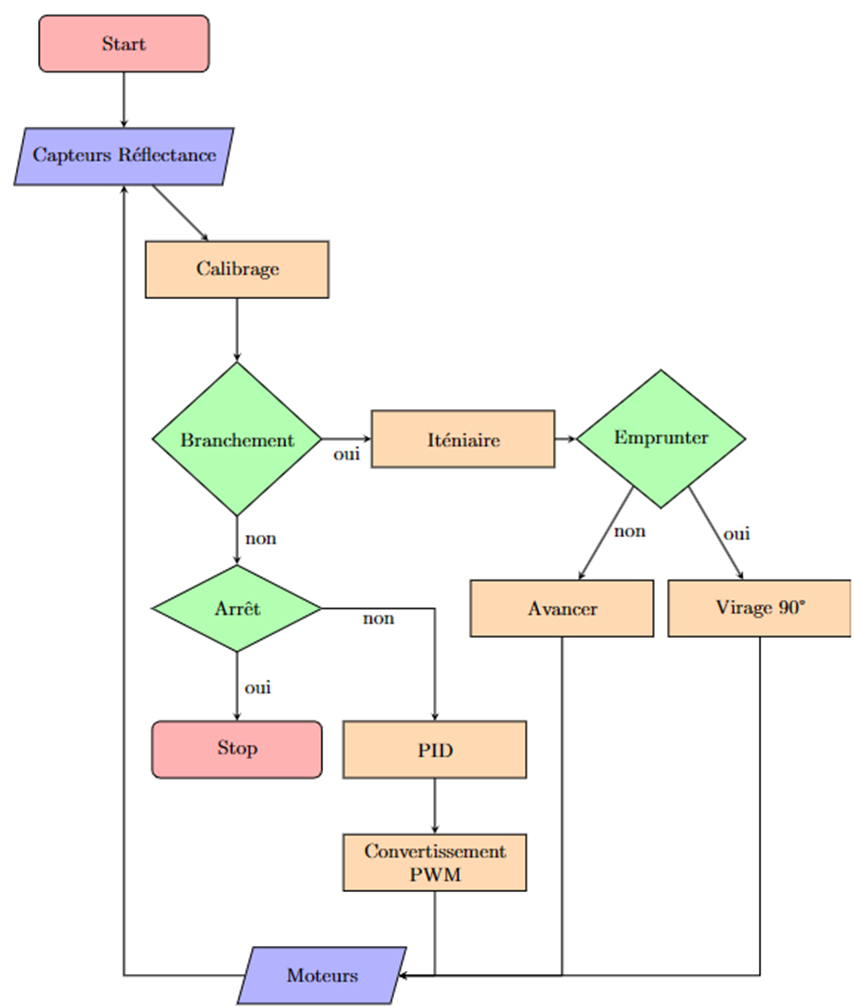 Start
Capteurs Réflectance
Calibrage
Branchement
oui
Iténiaire
Emprunter
non
non
oui
Arrêt
non
Avancer
Virage 90°
oui
Stop
PID
Convertissement
PWM
Moteurs